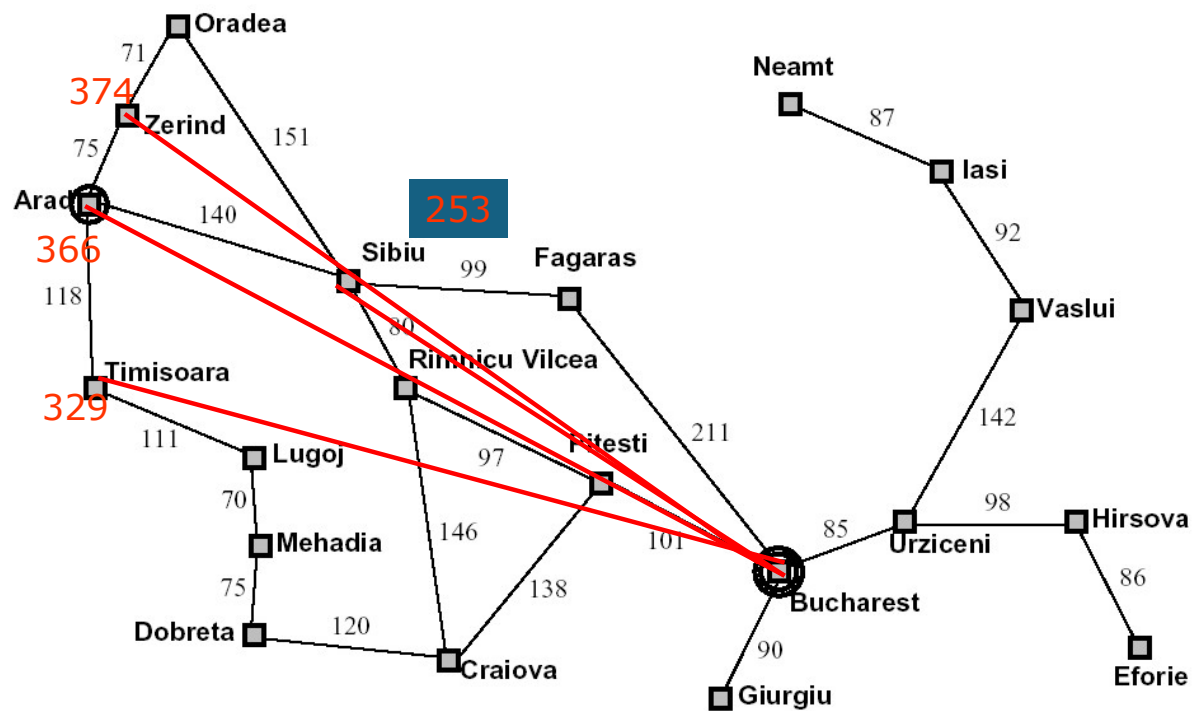 Oradea
71
Neamt
374
87
Zerind
151
75
Iasi
Arad
140
253
92
366
Sibiu
99
Fagaras
118
Vaslui
80
Rimnicu Vilcea
Timisoara
329
142
111
211
Lugoj
97
Pitesti
70
98
Hirsova
146
101
85
Urziceni
Mehadia
86
75
138
Bucharest
Dobreta
120
90
Craiova
Eforie
Giurgiu